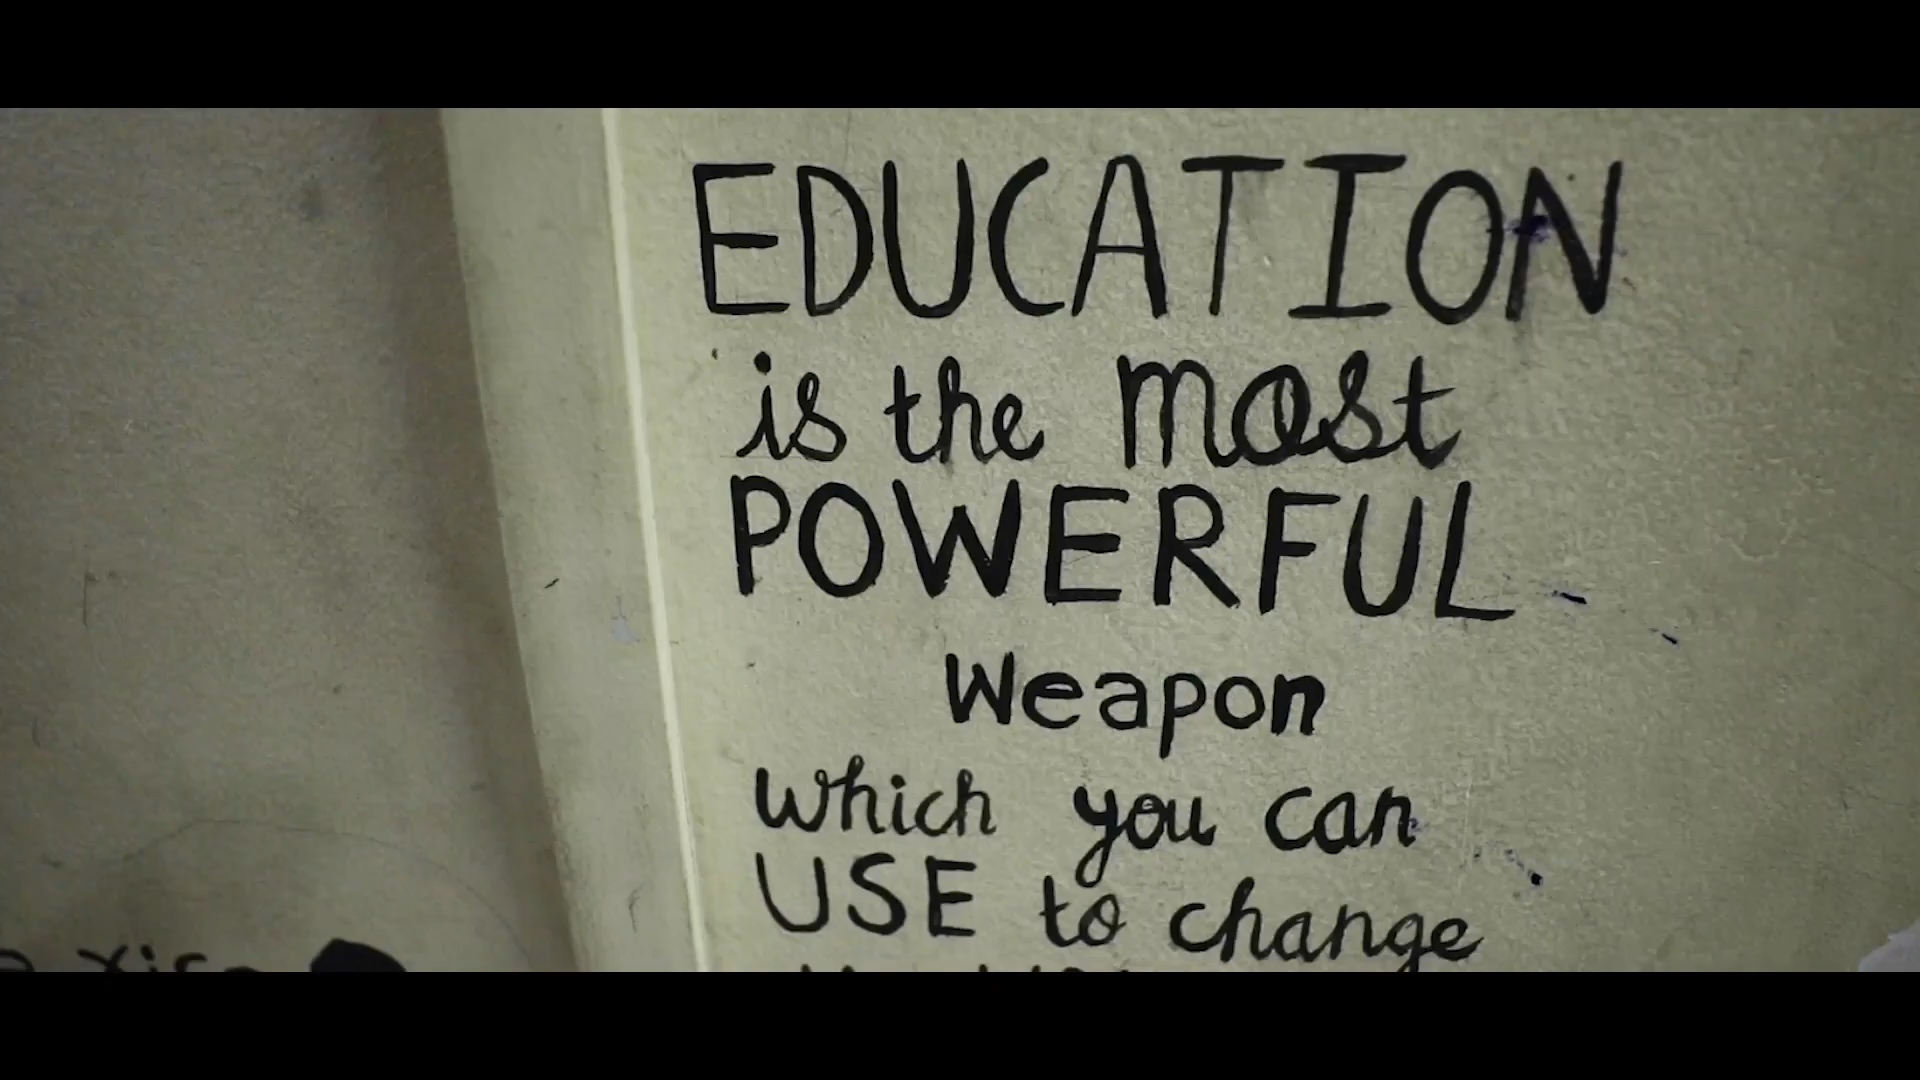 EDUCATION
is the most
POWERFUL
Weapon
which you can
USE to change